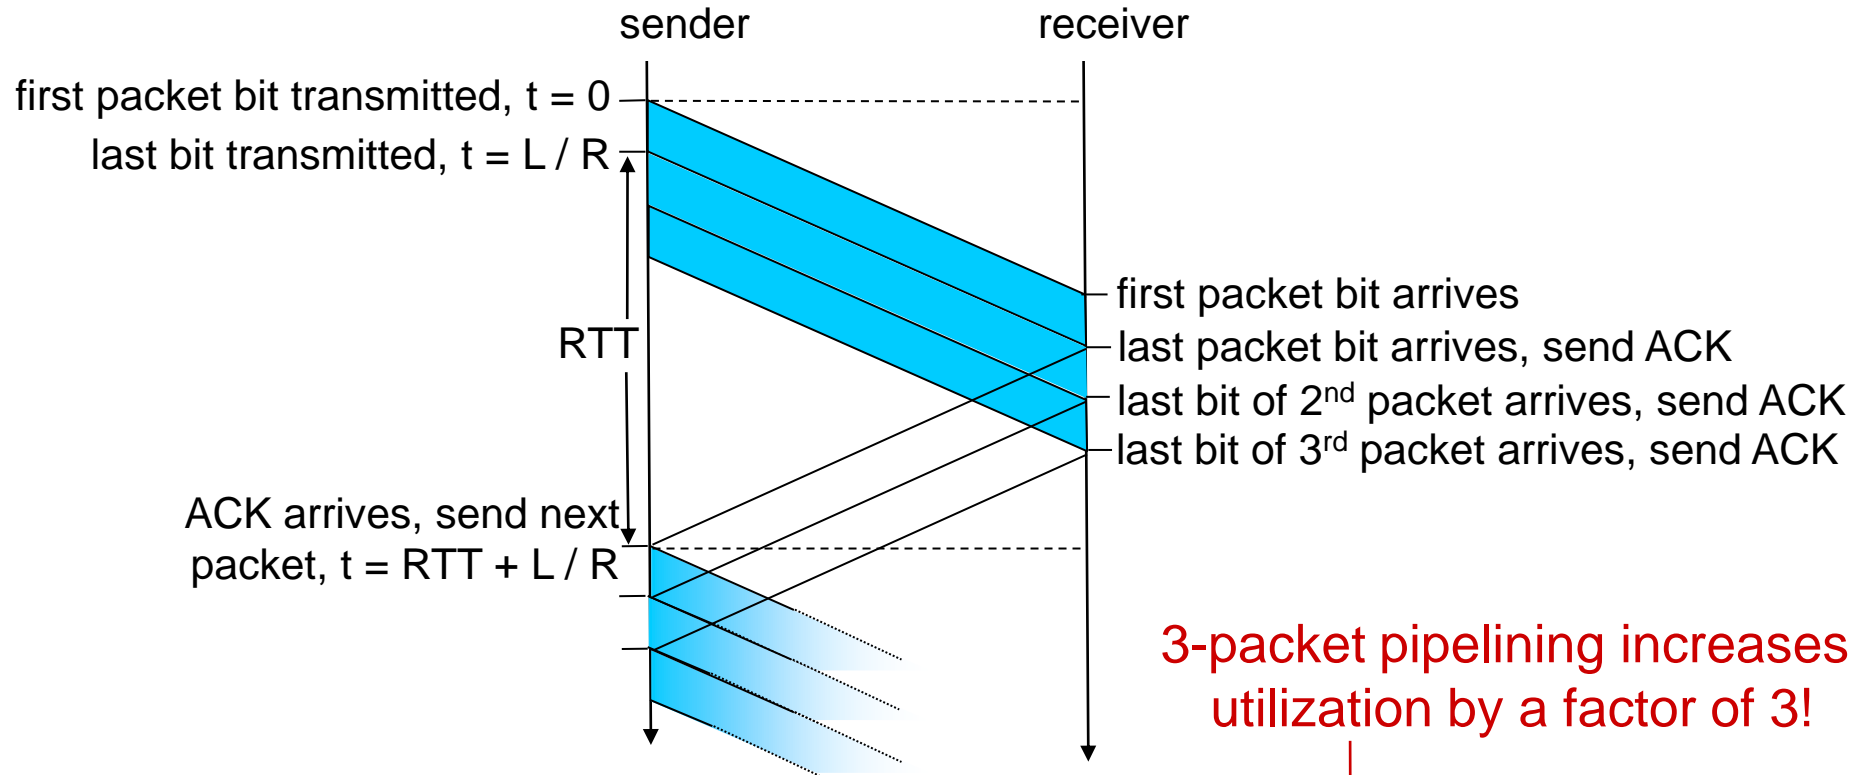 sender
receiver
first packet bit transmitted, t = 0
last bit transmitted, t = L / R
first packet bit arrives
RTT
last packet bit arrives, send ACK
last bit of 2nd packet arrives, send ACK
last bit of 3rd packet arrives, send ACK
ACK arrives, send next
packet, t = RTT + L / R
3-packet pipelining increases
utilization by a factor of 3!